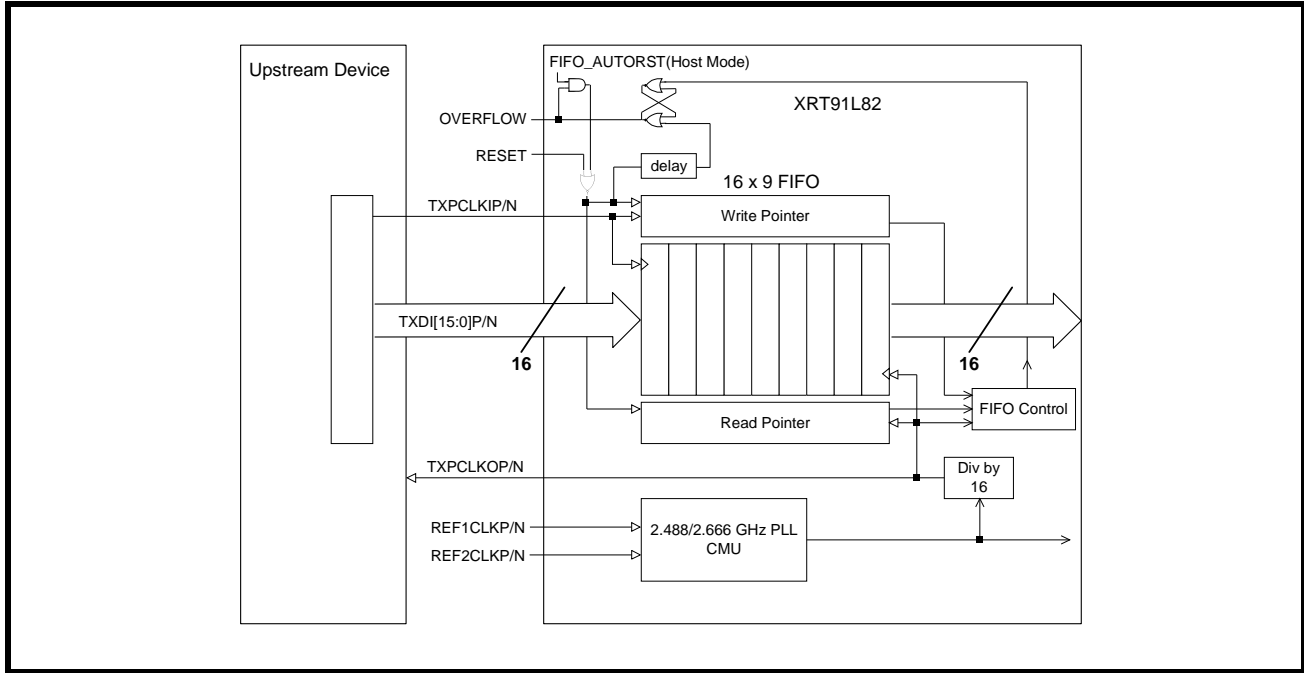 Upstream Device
FIFO_AUTORST(Host Mode)
XRT91L82
OVERFLOW
RESET
delay
16 x 9 FIFO
TXPCLKIP/N
Write Pointer
TXDI[15:0]P/N
16
16
Read Pointer
FIFO Control
TXPCLKOP/N
Div by
16
REF1CLKP/N
REF2CLKP/N
2.488/2.666 GHz PLL
CMU